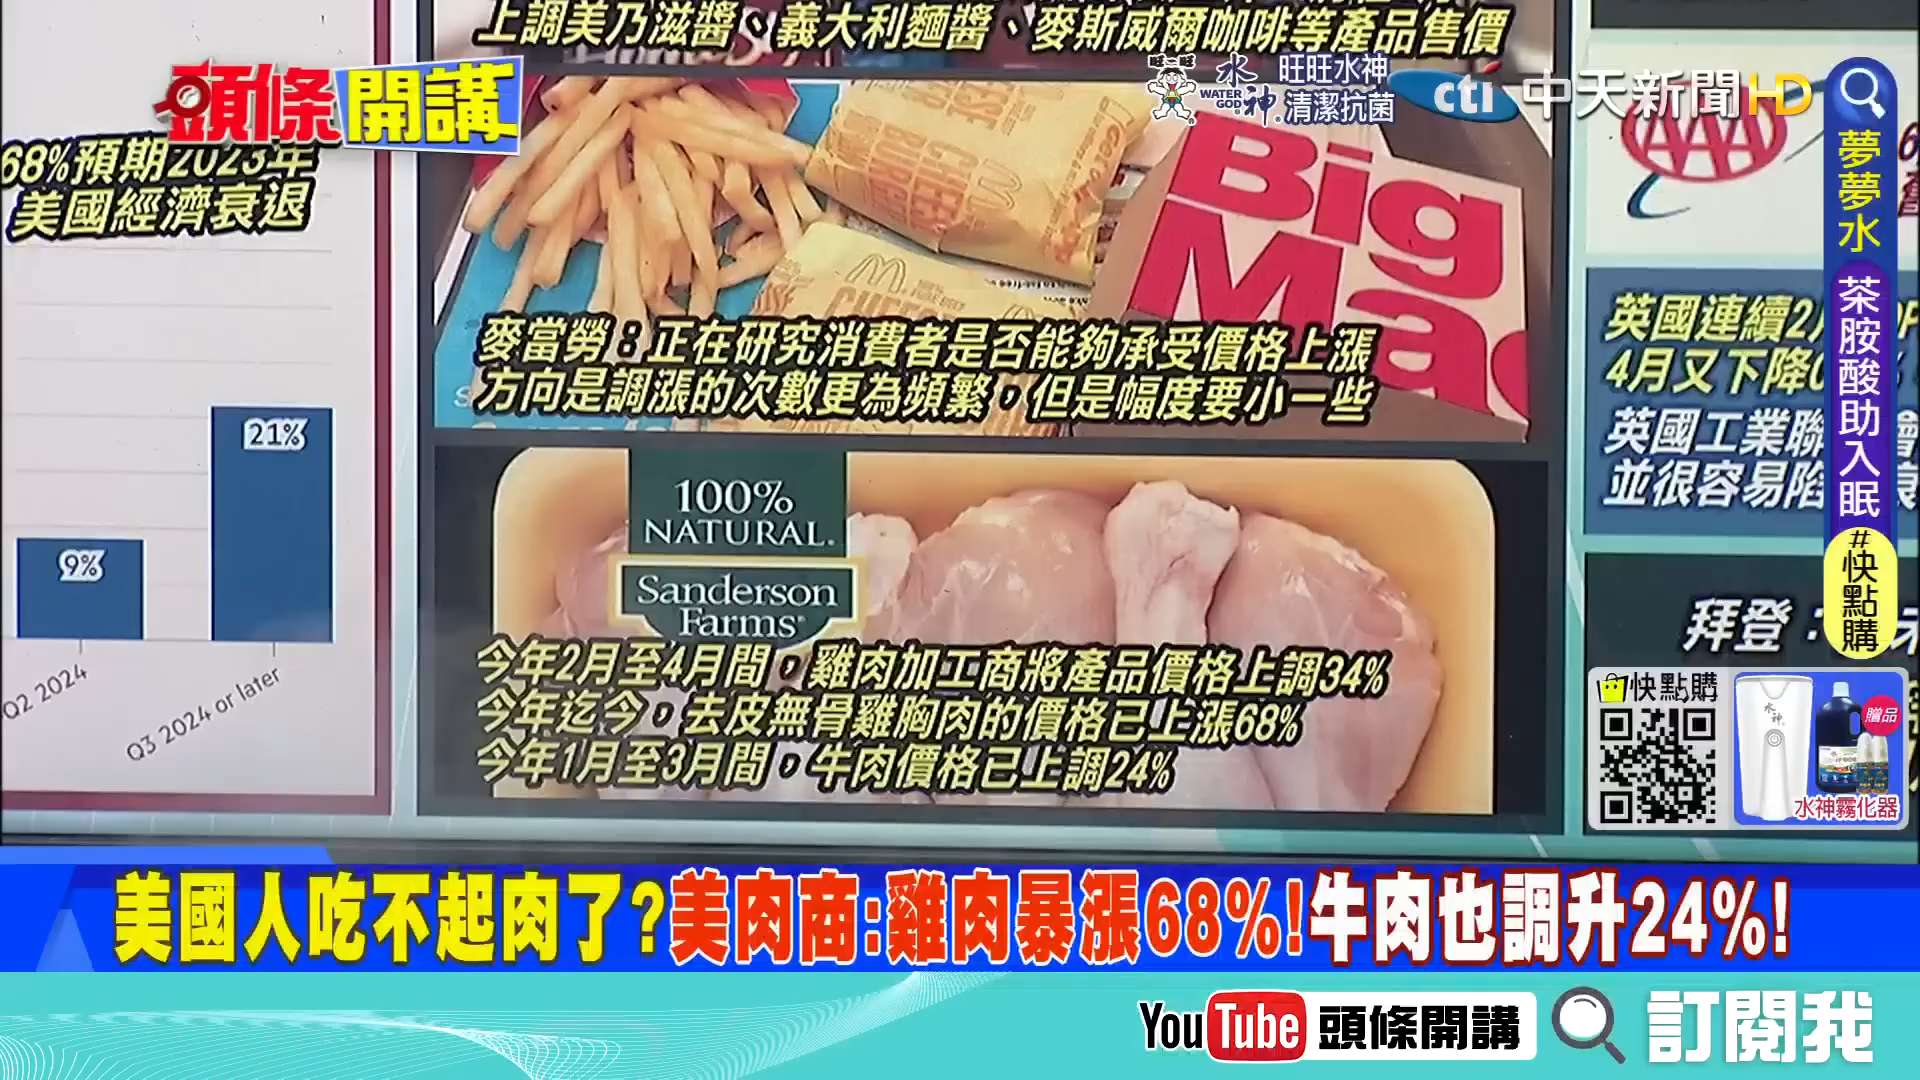 上調美乃滋醬、義大利麵醬、麥斯威爾咖啡等產品售價
頭條開講
旺旺水神
清潔抗菌
水神
WATER GOD
cti 中天新聞HD
68%預期2023年
美國經濟衰退
21%
9%
Q2 2024
Q3 2024 or later
CHEESE
BURGER
Big
Mac
麥當勞：正在研究消費者是否能夠承受價格上漲
方向是調漲的次數更為頻繁，但是幅度要小一些
100%
NATURAL.
Sanderson
Farms
今年2月至4月間，雞肉加工商將產品價格上調34%
今年迄今，去皮無骨雞胸肉的價格已上漲68%
今年1月至3月間，牛肉價格已上調24%
AAA
英國連續2
4月又下降0
英國工業聯
並很容易陷
拜登：
夢夢水
茶胺酸助入眠
#快點購
快點購
贈品
水神霧化器
美國人吃不起肉了?美肉商:雞肉暴漲68%!牛肉也調升24%!
YouTube 頭條開講 訂閱我